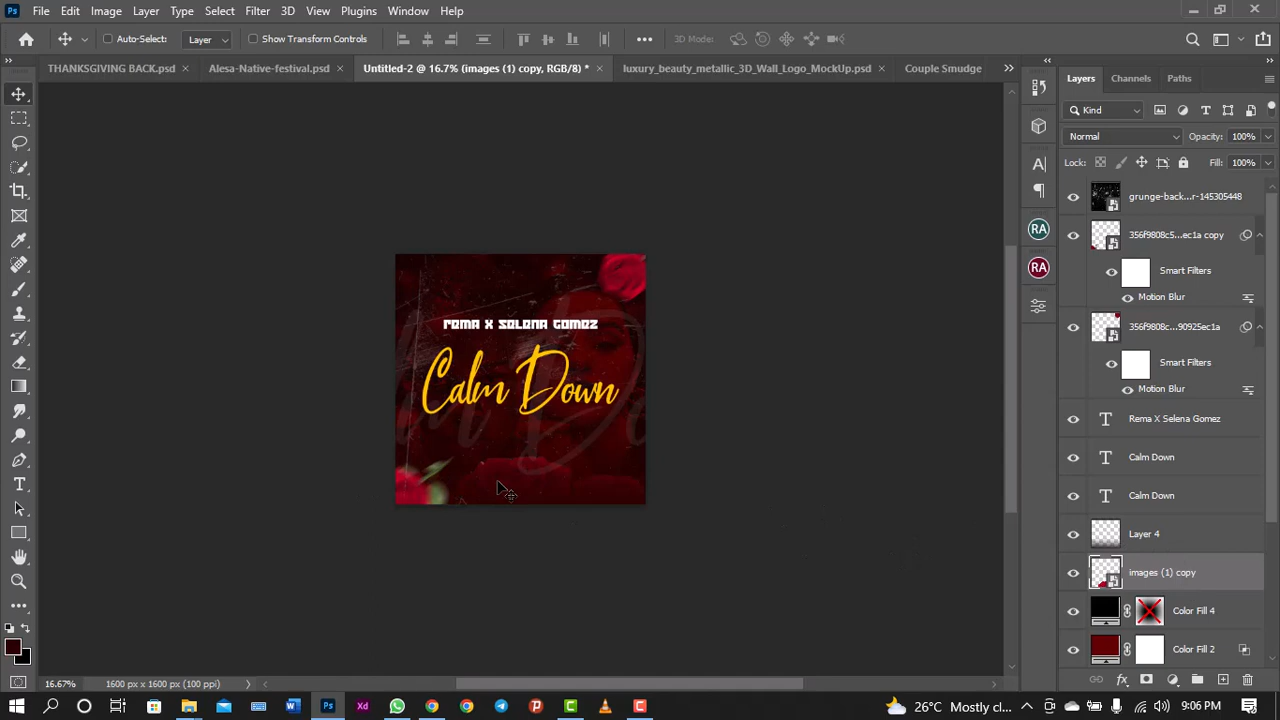 Ps File Edit Image Layer Type Select Filter 3D View Plugins Window Help
Auto-Select: Layer Show Transform Controls 3D Mode:
THANKSGIVING BACK.psd Alesa-Native-festival.psd Untitled-2 @ 16.7% (images (1) copy, RGB/8) * luxury_beauty_metallic_3D_Wall_Logo_MockUp.psd Couple Smudge
Layers Channels Paths
Kind
Normal Opacity: 100%
Lock: Fill: 100%
grunge-back...r-145305448
356f9808c5...ec1a copy
Smart Filters
Motion Blur
356f9808c...90925ec1a
Smart Filters
Motion Blur
Rema X Selena Gomez
Calm Down
Calm Down
Layer 4
images (1) copy
Color Fill 4
Color Fill 2
RA
RA
Rema X Selena Gomez
Calm Down
16.67% 1600 px x 1600 px (100 ppi)
26°C Mostly cl... 9:06 PM